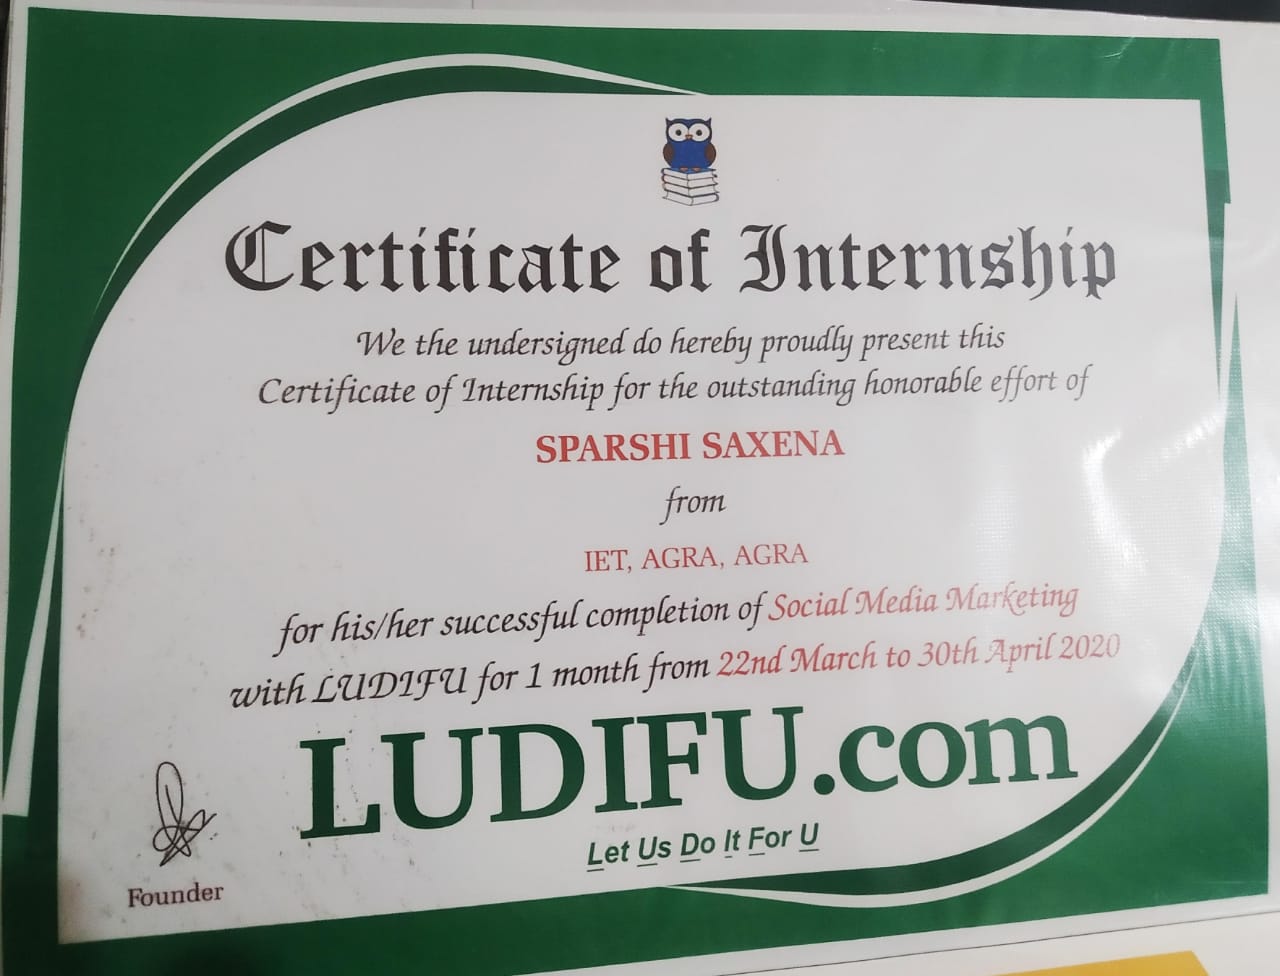 Certificate of Internship
We the undersigned do hereby proudly present this
Certificate of Internship for the outstanding honorable effort of
SPARSHI SAXENA
from
IET, AGRA, AGRA
for his/her successful completion of Social Media Marketing
with LUDIFU for 1 month from 22nd March to 30th April 2020
LUDIFU.com
Let Us Do It For U
Founder